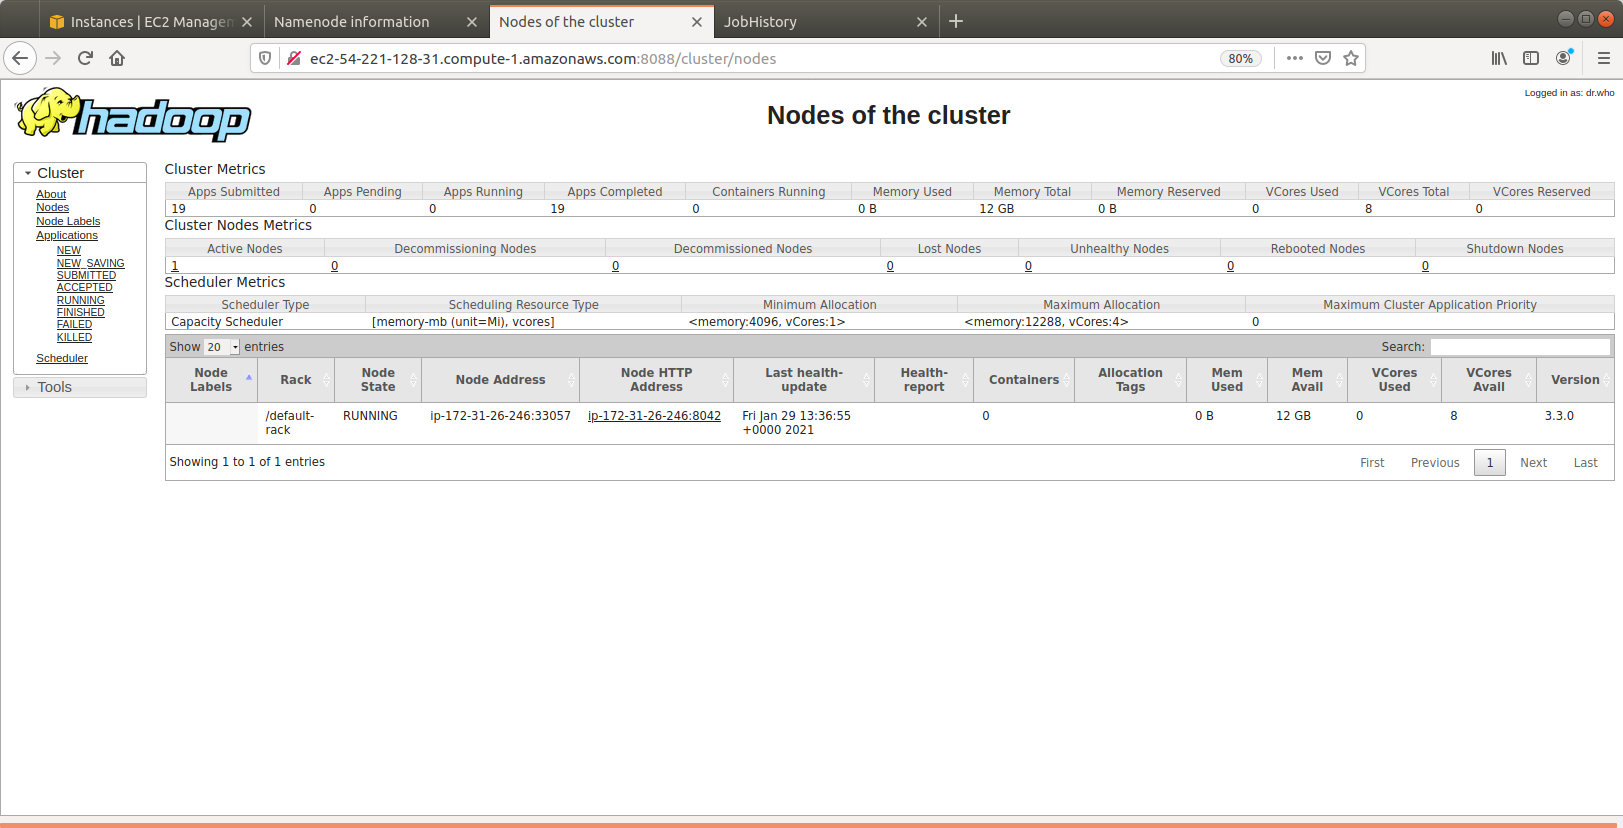 Instances | EC2 Managem
Namenode information
Nodes of the cluster
JobHistory
ec2-54-221-128-31.compute-1.amazonaws.com:8088/cluster/nodes
80%
Logged in as: dr.who
hadoop
Nodes of the cluster
Cluster
About
Nodes
Node Labels
Applications
NEW
NEW_SAVING
SUBMITTED
ACCEPTED
RUNNING
FINISHED
FAILED
KILLED
Scheduler
Tools
Cluster Metrics
Apps Submitted Apps Pending Apps Running Apps Completed Containers Running Memory Used Memory Total Memory Reserved VCores Used VCores Total VCores Reserved
19 0 0 19 0 0 B 12 GB 0 B 0 8 0
Cluster Nodes Metrics
Active Nodes Decommissioning Nodes Decommissioned Nodes Lost Nodes Unhealthy Nodes Rebooted Nodes Shutdown Nodes
1 0 0 0 0 0 0
Scheduler Metrics
Scheduler Type Scheduling Resource Type Minimum Allocation Maximum Allocation Maximum Cluster Application Priority
Capacity Scheduler [memory-mb (unit=Mi), vcores] <memory:4096, vCores:1> <memory:12288, vCores:4> 0
Show 20 entries Search:
Node Labels Rack Node State Node Address Node HTTP Address Last health-update Health-report Containers Allocation Tags Mem Used Mem Avail VCores Used VCores Avail Version
/default-rack RUNNING ip-172-31-26-246:33057 ip-172-31-26-246:8042 Fri Jan 29 13:36:55 +0000 2021 0 0 B 12 GB 0 8 3.3.0
Showing 1 to 1 of 1 entries First Previous 1 Next Last